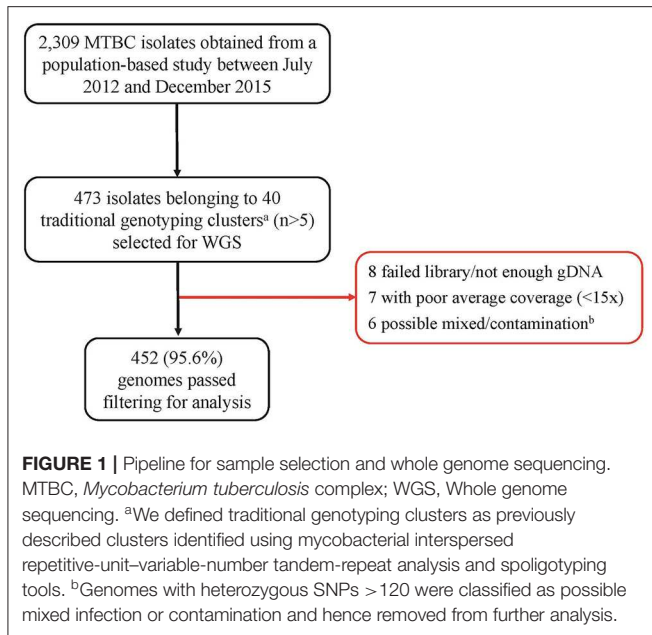 2,309 MTBC isolates obtained from a
population-based study between July
2012 and December 2015
473 isolates belonging to 40
traditional genotyping clustersᵃ (n>5)
selected for WGS
8 failed library/not enough gDNA
7 with poor average coverage (<15x)
6 possible mixed/contaminationᵇ
452 (95.6%)
genomes passed
filtering for analysis
FIGURE 1 | Pipeline for sample selection and whole genome sequencing.
MTBC, Mycobacterium tuberculosis complex; WGS, Whole genome
sequencing. ᵃWe defined traditional genotyping clusters as previously
described clusters identified using mycobacterial interspersed
repetitive-unit–variable-number tandem-repeat analysis and spoligotyping
tools. ᵇGenomes with heterozygous SNPs >120 were classified as possible
mixed infection or contamination and hence removed from further analysis.